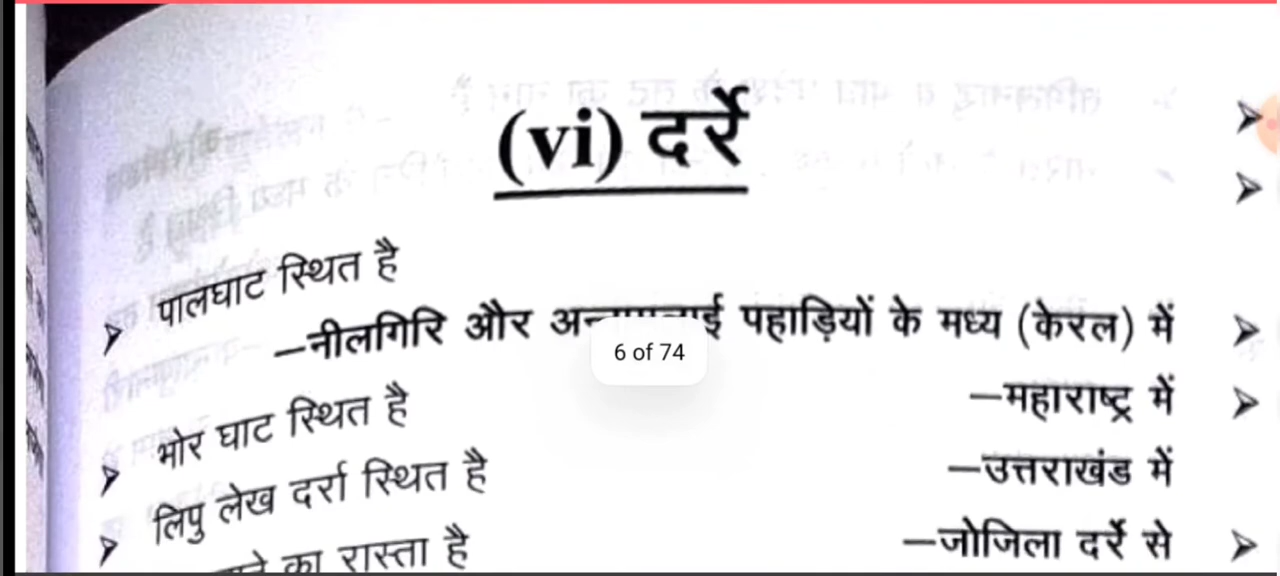 (vi) दर्रे
पालघाट स्थित है
–नीलगिरि और पहाड़ियों के मध्य (केरल) में
6 of 74
भोर घाट स्थित है –महाराष्ट्र में
लिपु लेख दर्रा स्थित है –उत्तराखंड में
का रास्ता है –जोजिला दर्रे से